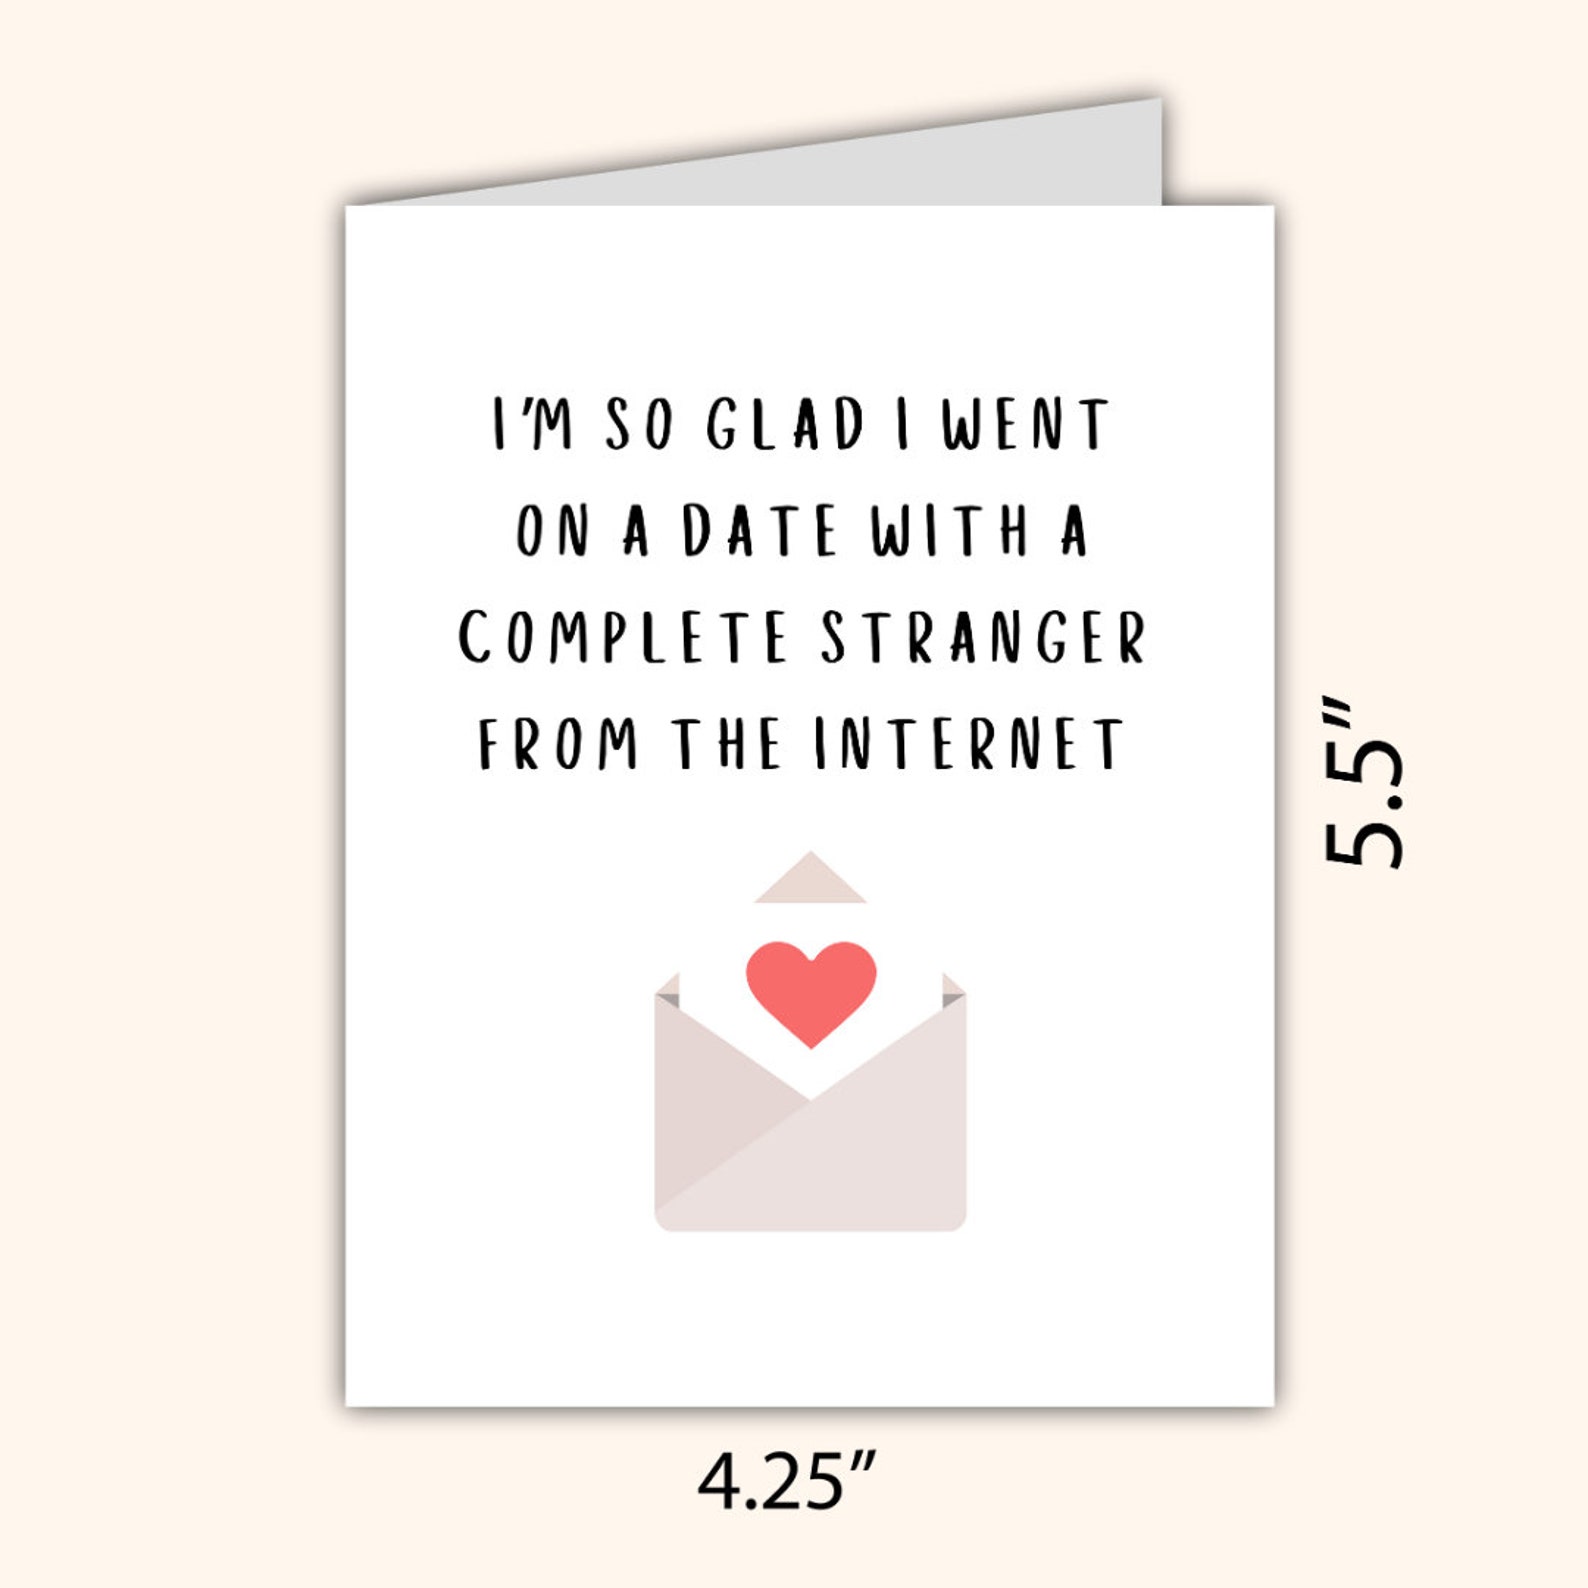 I'M SO GLAD I WENT
ON A DATE WITH A
COMPLETE STRANGER
FROM THE INTERNET
5.5"
4.25"